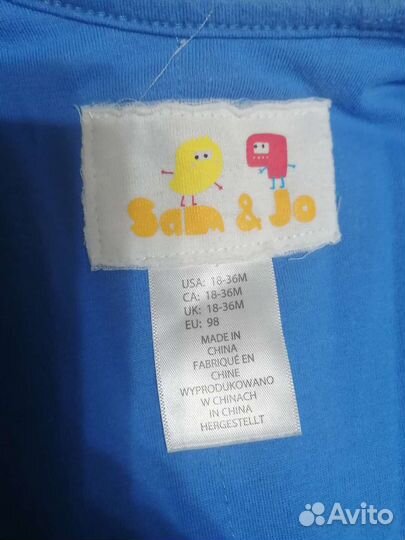 Sam & Jo
USA: 18-36M
CA: 18-36M
UK: 18-36M
EU: 98
MADE IN
CHINA
FABRIQUÉ EN
CHINE
WYPRODUKOWANO
W CHINACH
IN CHINA
HERGESTELLT
Avito